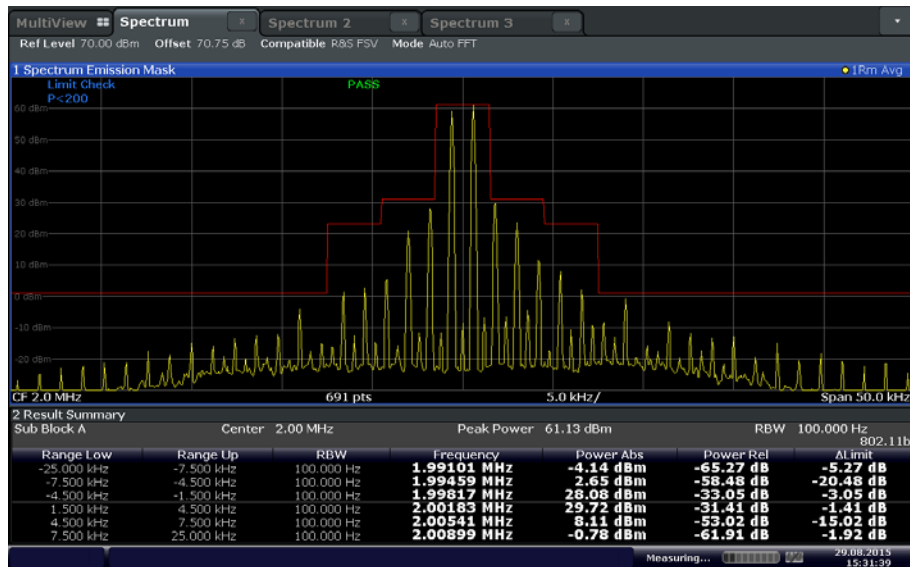 MultiView Spectrum x Spectrum 2 x Spectrum 3 x
Ref Level 70.00 dBm Offset 70.75 dB Compatible R&S FSV Mode Auto FFT
1 Spectrum Emission Mask 1Rm Avg
Limit Check PASS
P<200
60 dBm
50 dBm
40 dBm
30 dBm
20 dBm
10 dBm
0 dBm
-10 dBm
-20 dBm
CF 2.0 MHz 691 pts 5.0 kHz/ Span 50.0 kHz
2 Result Summary
Sub Block A Center 2.00 MHz Peak Power 61.13 dBm RBW 100.000 Hz
802.11b
Range Low Range Up RBW Frequency Power Abs Power Rel ΔLimit
-25.000 kHz -7.500 kHz 100.000 Hz 1.99101 MHz -4.14 dBm -65.27 dB -5.27 dB
-7.500 kHz -4.500 kHz 100.000 Hz 1.99459 MHz 2.65 dBm -58.48 dB -20.48 dB
-4.500 kHz -1.500 kHz 100.000 Hz 1.99817 MHz 28.08 dBm -33.05 dB -3.05 dB
1.500 kHz 4.500 kHz 100.000 Hz 2.00183 MHz 29.72 dBm -31.41 dB -1.41 dB
4.500 kHz 7.500 kHz 100.000 Hz 2.00541 MHz 8.11 dBm -53.02 dB -15.02 dB
7.500 kHz 25.000 kHz 100.000 Hz 2.00899 MHz -0.78 dBm -61.91 dB -1.92 dB
Measuring... 29.08.2015
15:31:39